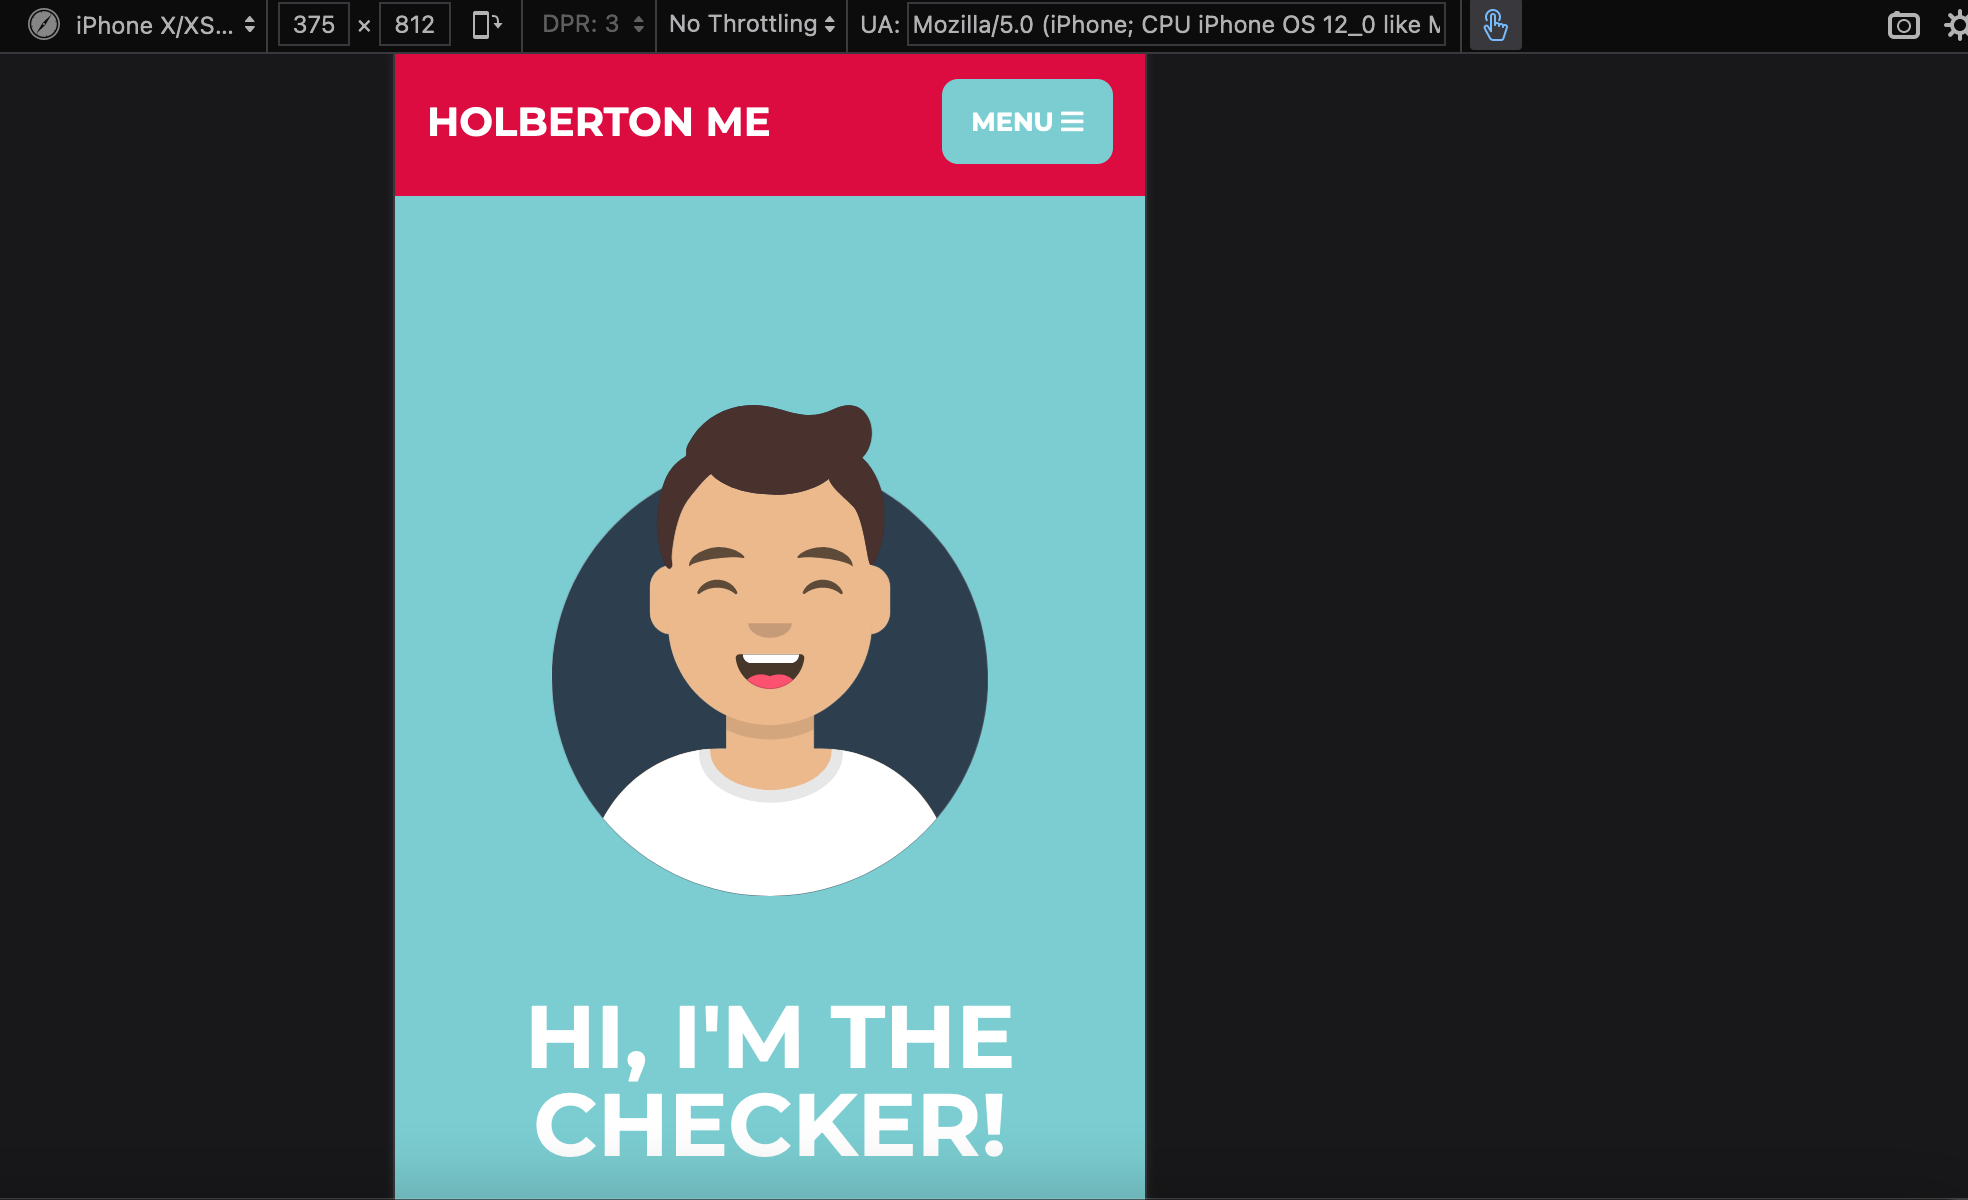 iPhone X/XS... 375 × 812 DPR: 3 No Throttling UA: Mozilla/5.0 (iPhone; CPU iPhone OS 12_0 like M
HOLBERTON ME MENU
HI, I'M THE
CHECKER!